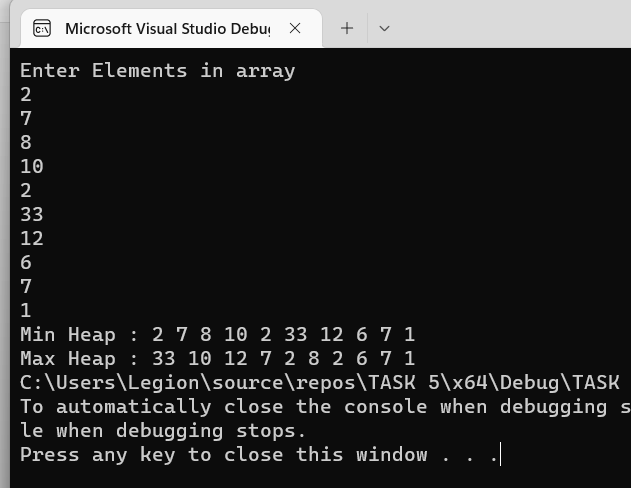 Microsoft Visual Studio Debug
Enter Elements in array
2
7
8
10
2
33
12
6
7
1
Min Heap : 2 7 8 10 2 33 12 6 7 1
Max Heap : 33 10 12 7 2 8 2 6 7 1
C:\Users\Legion\source\repos\TASK 5\x64\Debug\TASK
To automatically close the console when debugging s
le when debugging stops.
Press any key to close this window . . .